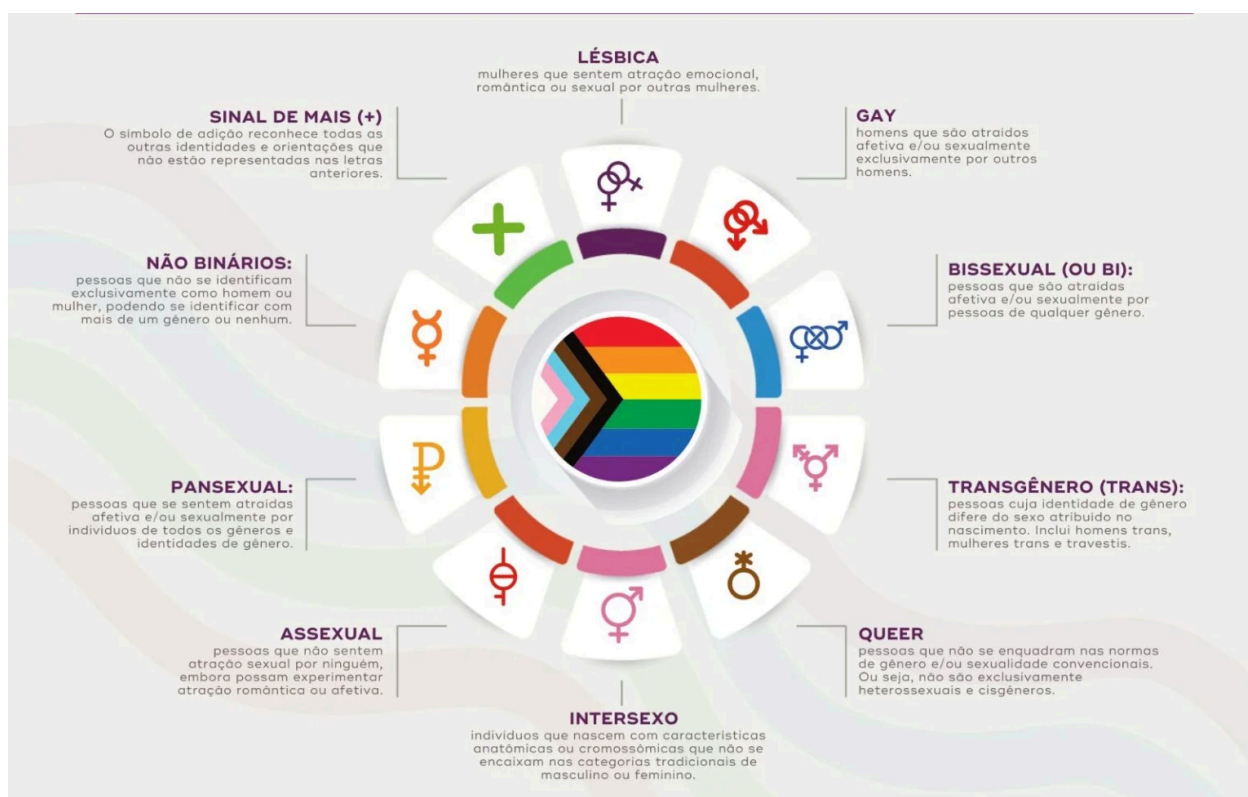 LÉSBICA
mulheres que sentem atração emocional,
romântica ou sexual por outras mulheres.
GAY
homens que são atraidos
afetiva e/ou sexualmente
exclusivamente por outros
homens.
BISSEXUAL (OU BI):
pessoas que são atraídas
afetiva e/ou sexualmente por
pessoas de qualquer gênero.
TRANSGÊNERO (TRANS):
pessoas cuja identidade de gênero
difere do sexo atribuído no
nascimento. Inclui homens trans,
mulheres trans e travestis.
QUEER
pessoas que não se enquadram nas normas
de gênero e/ou sexualidade convencionais.
Ou seja, não são exclusivamente
heterossexuais e cisgêneros.
INTERSEXO
indivíduos que nascem com características
anatômicas ou cromossômicas que não se
encaixam nas categorias tradicionais de
masculino ou feminino.
ASSEXUAL
pessoas que não sentem
atração sexual por ninguém,
embora possam experimentar
atração romântica ou afetiva.
PANSEXUAL:
pessoas que se sentem atraídas
afetiva e/ou sexualmente por
indivíduos de todos os gêneros e
identidades de gênero.
NÃO BINÁRIOS:
pessoas que não se identificam
exclusivamente como homem ou
mulher, podendo se identificar com
mais de um gênero ou nenhum.
SINAL DE MAIS (+)
O símbolo de adição reconhece todas as
outras identidades e orientações que
não estão representadas nas letras
anteriores.